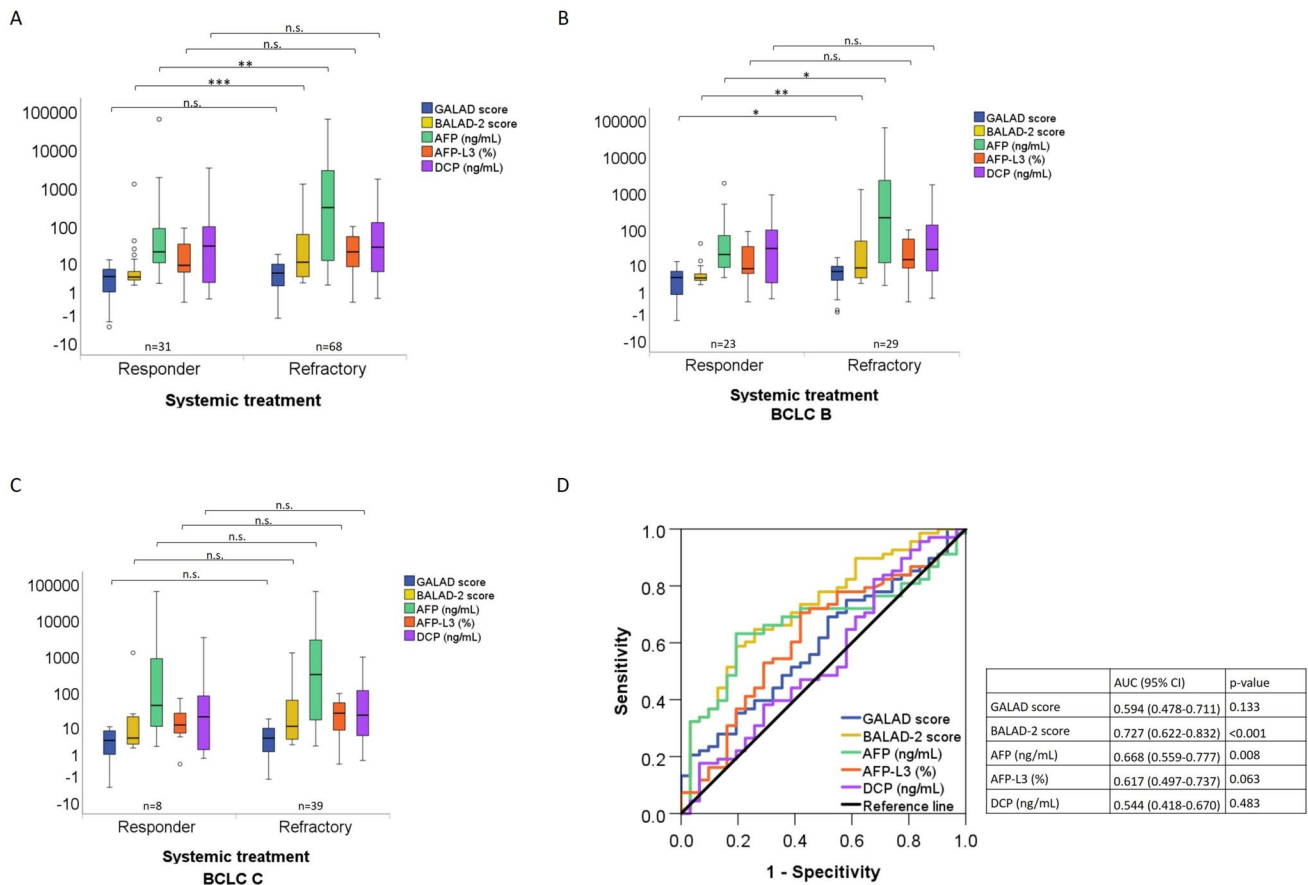 A
n.s.
n.s.
**
***
n.s.
100000
10000
1000
100
10
1
-1
-10
GALAD score
BALAD-2 score
AFP (ng/mL)
AFP-L3 (%)
DCP (ng/mL)
n=31 n=68
Responder Refractory
Systemic treatment
B
n.s.
n.s.
*
**
*
100000
10000
1000
100
10
1
-1
-10
GALAD score
BALAD-2 score
AFP (ng/mL)
AFP-L3 (%)
DCP (ng/mL)
n=23 n=29
Responder Refractory
Systemic treatment
BCLC B
C
n.s.
n.s.
n.s.
n.s.
n.s.
100000
10000
1000
100
10
1
-1
-10
GALAD score
BALAD-2 score
AFP (ng/mL)
AFP-L3 (%)
DCP (ng/mL)
n=8 n=39
Responder Refractory
Systemic treatment
BCLC C
D
Sensitivity
1.0
0.8
0.6
0.4
0.2
0.0
GALAD score
BALAD-2 score
AFP (ng/mL)
AFP-L3 (%)
DCP (ng/mL)
Reference line
0.0 0.2 0.4 0.6 0.8 1.0
1 - Specitivity
AUC (95% CI) p-value
GALAD score 0.594 (0.478-0.711) 0.133
BALAD-2 score 0.727 (0.622-0.832) <0.001
AFP (ng/mL) 0.668 (0.559-0.777) 0.008
AFP-L3 (%) 0.617 (0.497-0.737) 0.063
DCP (ng/mL) 0.544 (0.418-0.670) 0.483